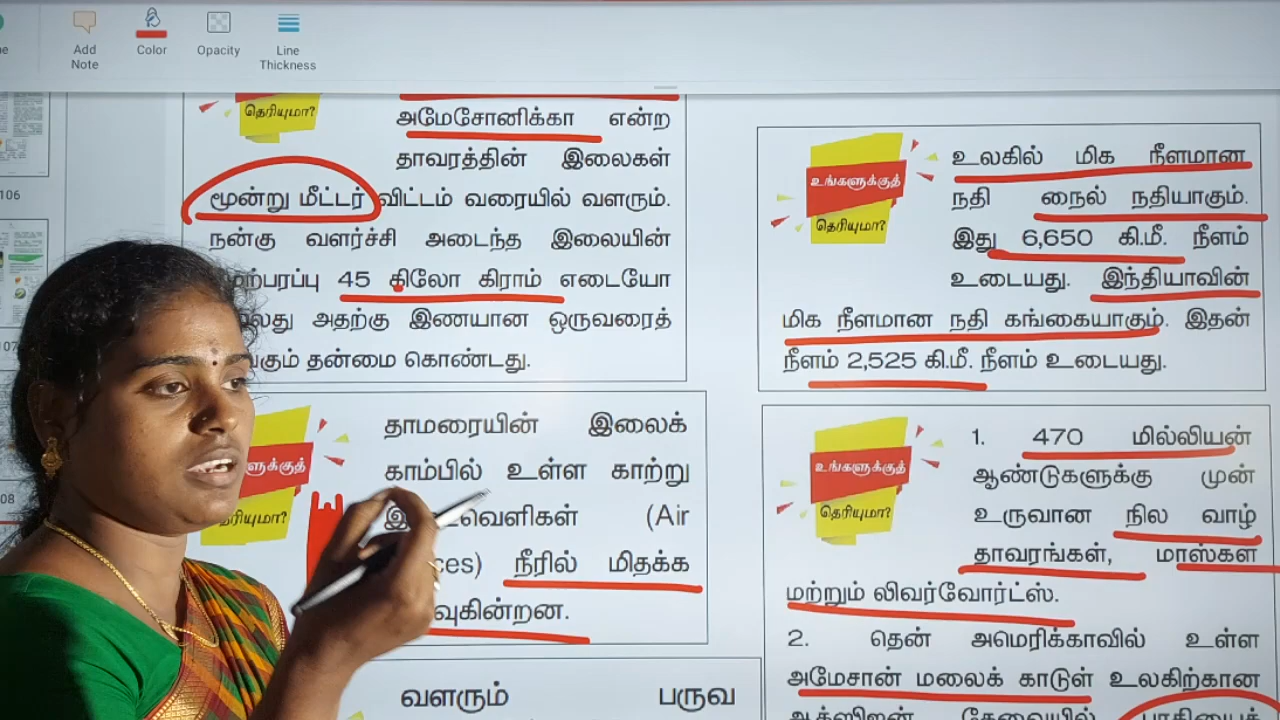 Add
Note
Color
Opacity
Line
Thickness
106
தெரியுமா?
அமேசோனிக்கா என்ற
தாவரத்தின் இலைகள்
மூன்று மீட்டர் விட்டம் வரையில் வளரும்.
நன்கு வளர்ச்சி அடைந்த இலையின்
45 கிலோ கிராம் எடையோ
அதற்கு இணையான ஒருவரைத்
தன்மை கொண்டது.
தாமரையின் இலைக்
காம்பில் உள்ள காற்று
(Air
நீரில் மிதக்க
வளரும் பருவ
உங்களுக்குத்
தெரியுமா?
உலகில் மிக நீளமான
நதி நைல் நதியாகும்.
இது 6,650 கி.மீ. நீளம்
உடையது. இந்தியாவின்
மிக நீளமான நதி கங்கையாகும். இதன்
நீளம் 2,525 கி.மீ. நீளம் உடையது.
உங்களுக்குத்
தெரியுமா?
1. 470 மில்லியன்
ஆண்டுகளுக்கு முன்
உருவான நில வாழ்
தாவரங்கள், மாஸ்கள்
மற்றும் லிவர்வோர்ட்ஸ்.
2. தென் அமெரிக்காவில் உள்ள
அமேசான் மலைக் காடுள் உலகிற்கான
ஆக்ஸிஜன் தேவையில்